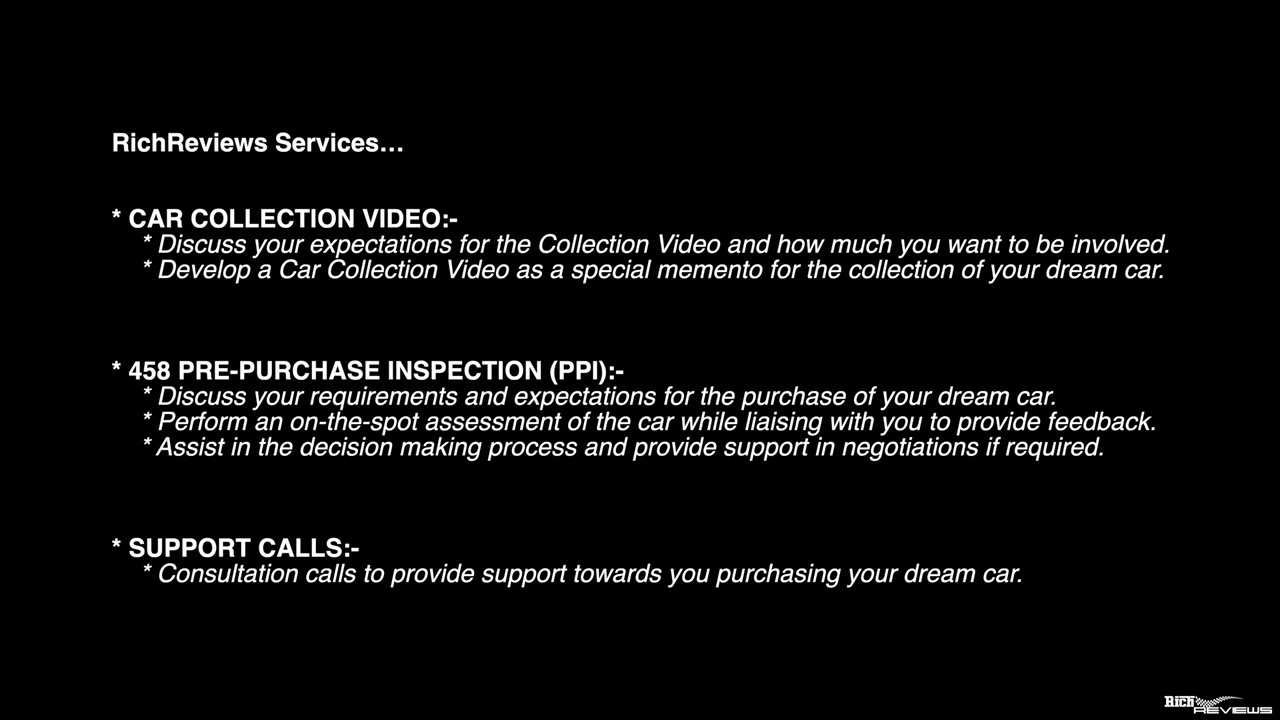 RichReviews Services...
* CAR COLLECTION VIDEO:-
* Discuss your expectations for the Collection Video and how much you want to be involved.
* Develop a Car Collection Video as a special memento for the collection of your dream car.
* 458 PRE-PURCHASE INSPECTION (PPI):-
* Discuss your requirements and expectations for the purchase of your dream car.
* Perform an on-the-spot assessment of the car while liaising with you to provide feedback.
* Assist in the decision making process and provide support in negotiations if required.
* SUPPORT CALLS:-
* Consultation calls to provide support towards you purchasing your dream car.
Rich
REVIEWS